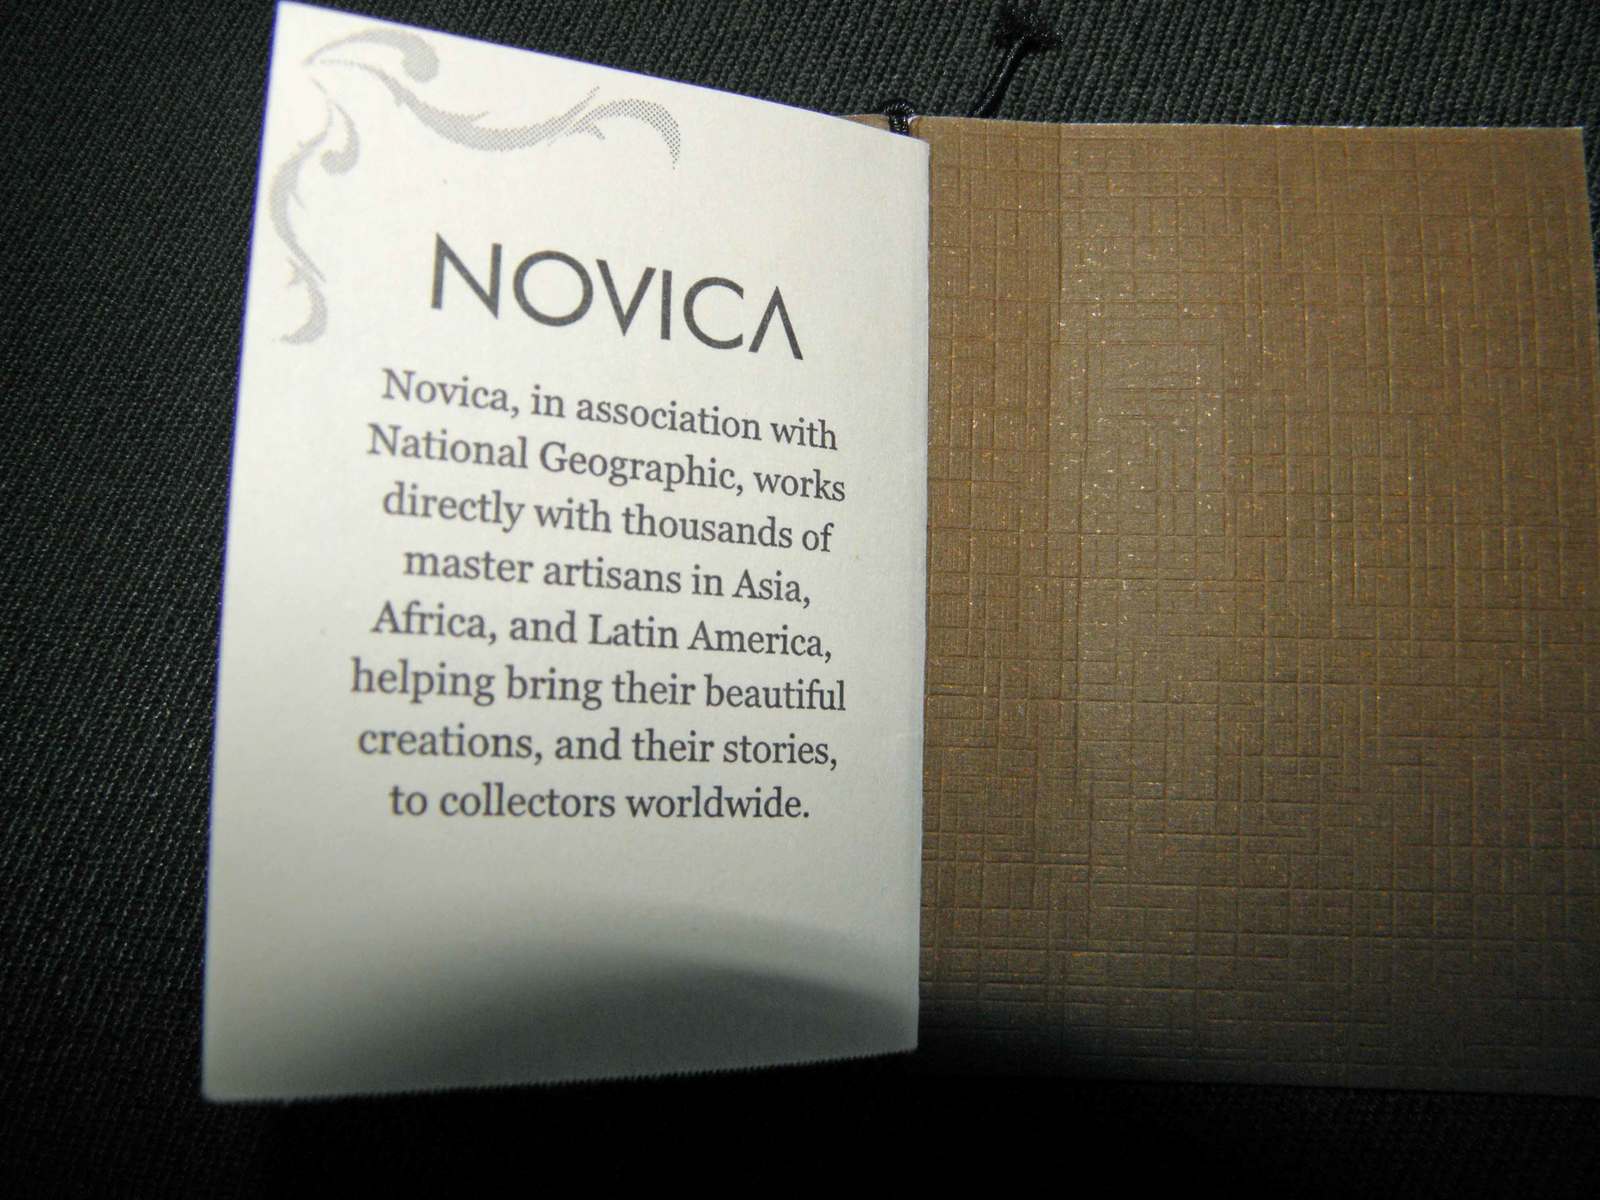 NOVICA
Novica, in association with
National Geographic, works
directly with thousands of
master artisans in Asia,
Africa, and Latin America,
helping bring their beautiful
creations, and their stories,
to collectors worldwide.